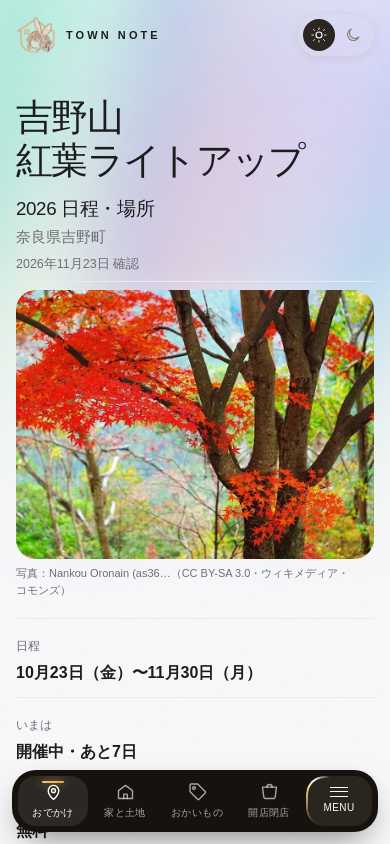 TOWN NOTE
吉野山
紅葉ライトアップ
2026 日程・場所
奈良県吉野町
2026年11月23日 確認
写真：Nankou Oronain (as36…（CC BY-SA 3.0・ウィキメディア・
コモンズ）
日程
10月23日（金）〜11月30日（月）
いまは
開催中・あと7日
無料
おでかけ
家と土地
おかいもの
開店閉店
MENU